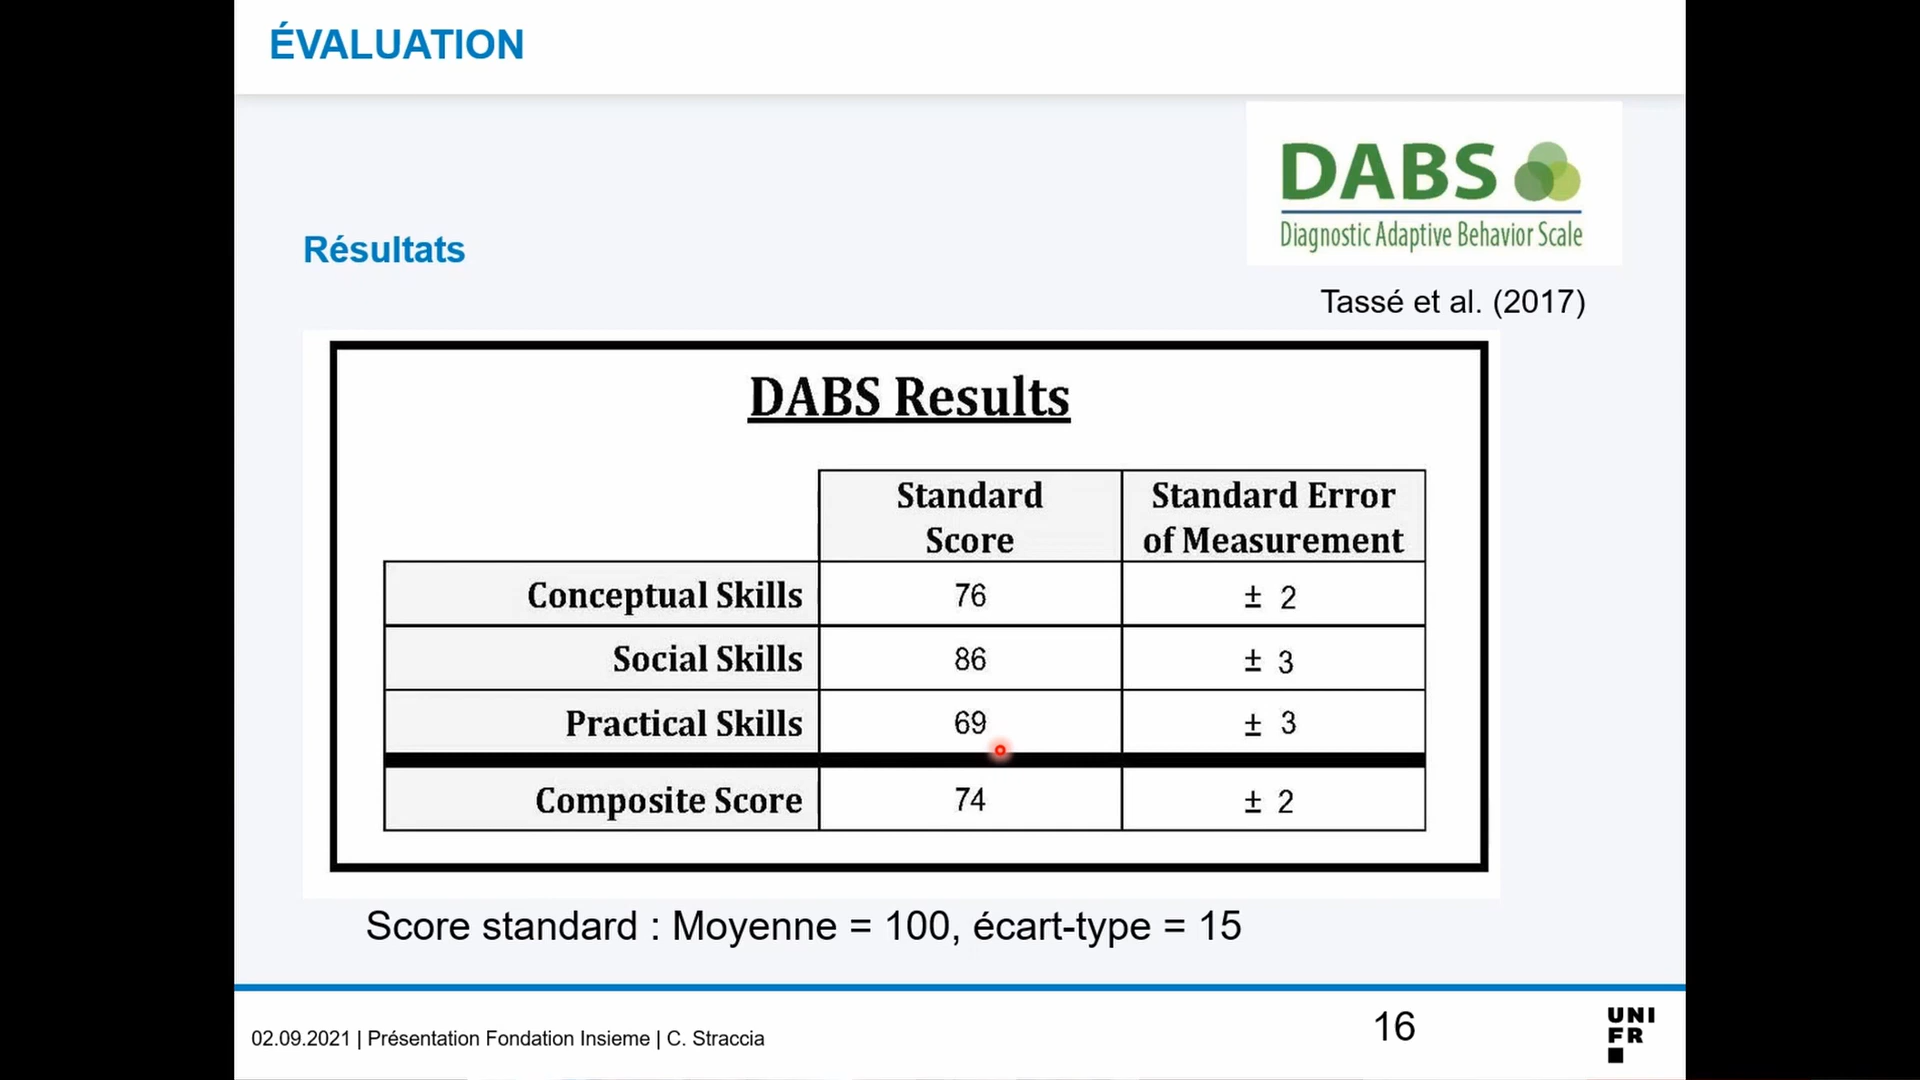 ÉVALUATION
DABS
Diagnostic Adaptive Behavior Scale
Résultats
Tassé et al. (2017)
DABS Results
Standard Score
Standard Error of Measurement
Conceptual Skills 76 ± 2
Social Skills 86 ± 3
Practical Skills 69 ± 3
Composite Score 74 ± 2
Score standard : Moyenne = 100, écart-type = 15
02.09.2021 | Présentation Fondation Insieme | C. Straccia
16
UNI
FR